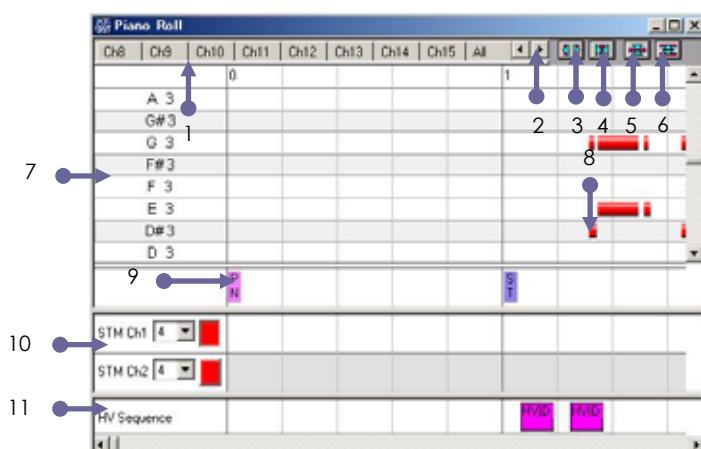 Piano Roll
Ch8 Ch9 Ch10 Ch11 Ch12 Ch13 Ch14 Ch15 All
0 1
A 3
G#3
G 3
F#3
F 3
E 3
D#3
D 3
1 2 3 4 5 6
7
8
9
P
N
S
T
10
STM Ch1 4
STM Ch2 4
11
HV Sequence
HVID HVID